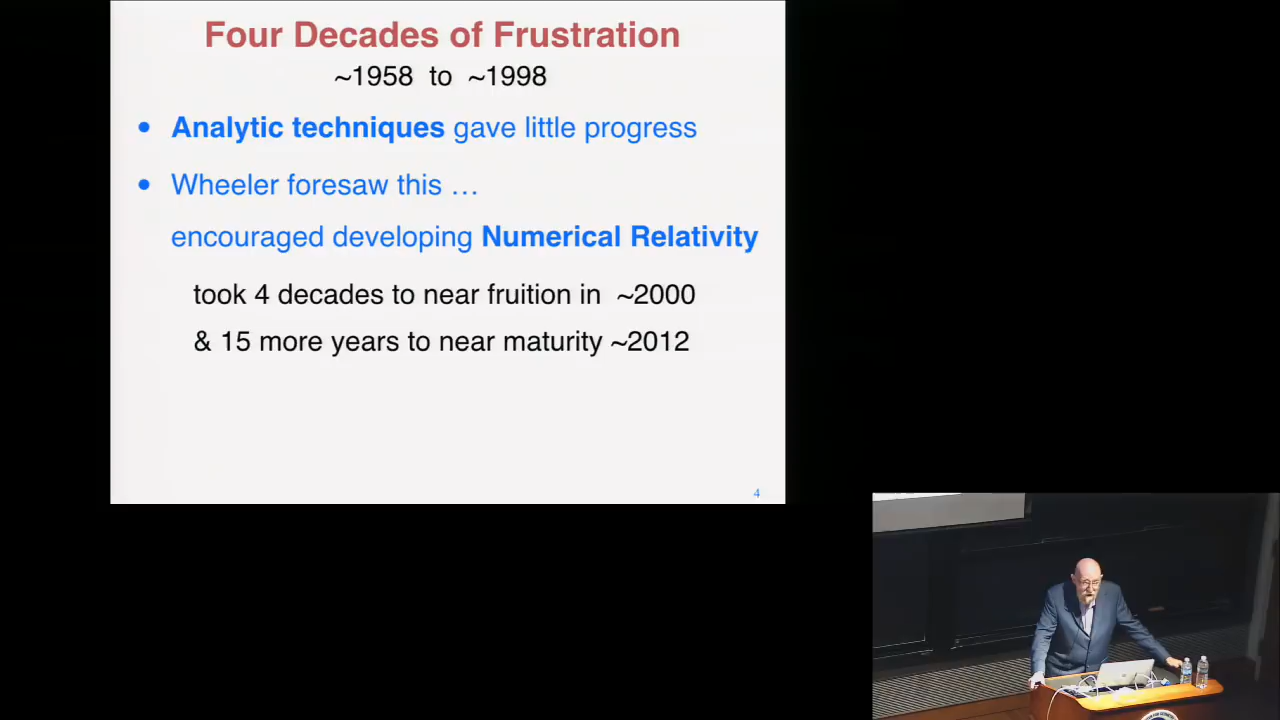 Four Decades of Frustration
~1958 to ~1998
• Analytic techniques gave little progress
• Wheeler foresaw this …
encouraged developing Numerical Relativity
took 4 decades to near fruition in ~2000
& 15 more years to near maturity ~2012
4